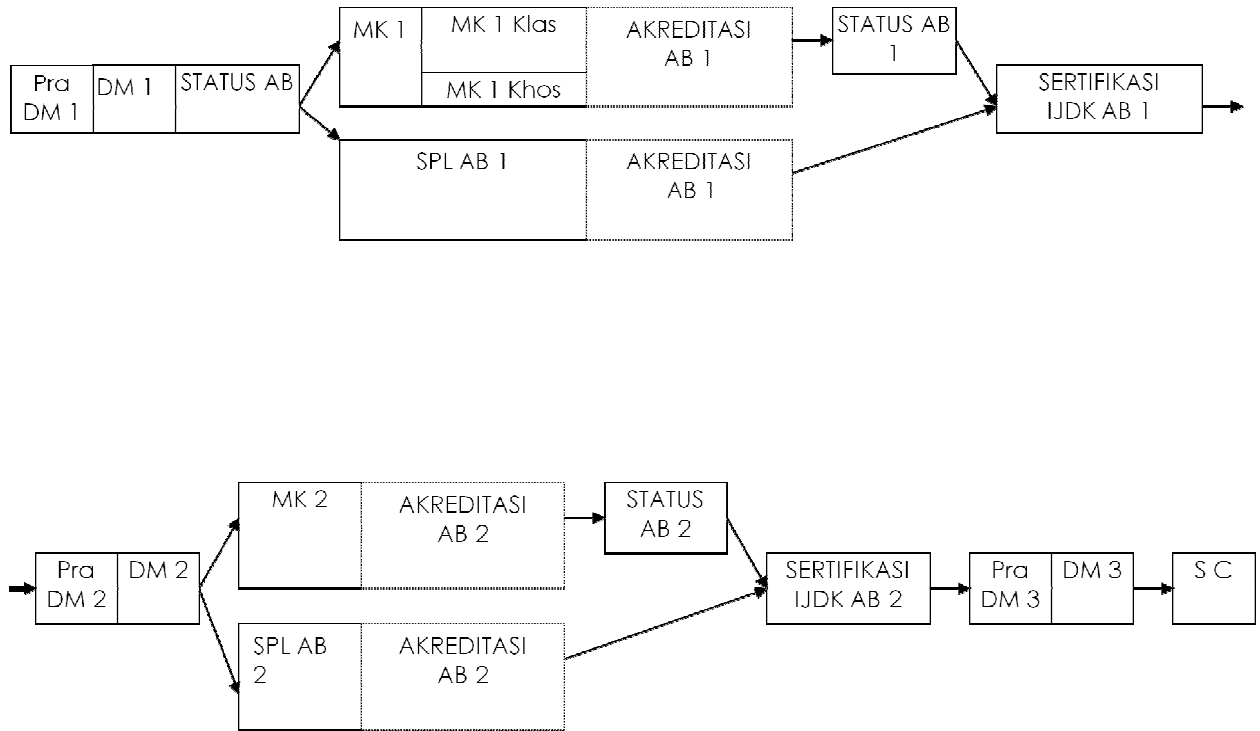 Pra
DM 1
DM 1
STATUS AB
MK 1
MK 1 Klas
MK 1 Khos
AKREDITASI
AB 1
STATUS AB
1
SPL AB 1
AKREDITASI
AB 1
SERTIFIKASI
IJDK AB 1
Pra
DM 2
DM 2
MK 2
AKREDITASI
AB 2
STATUS
AB 2
SPL AB
2
AKREDITASI
AB 2
SERTIFIKASI
IJDK AB 2
Pra
DM 3
DM 3
S C